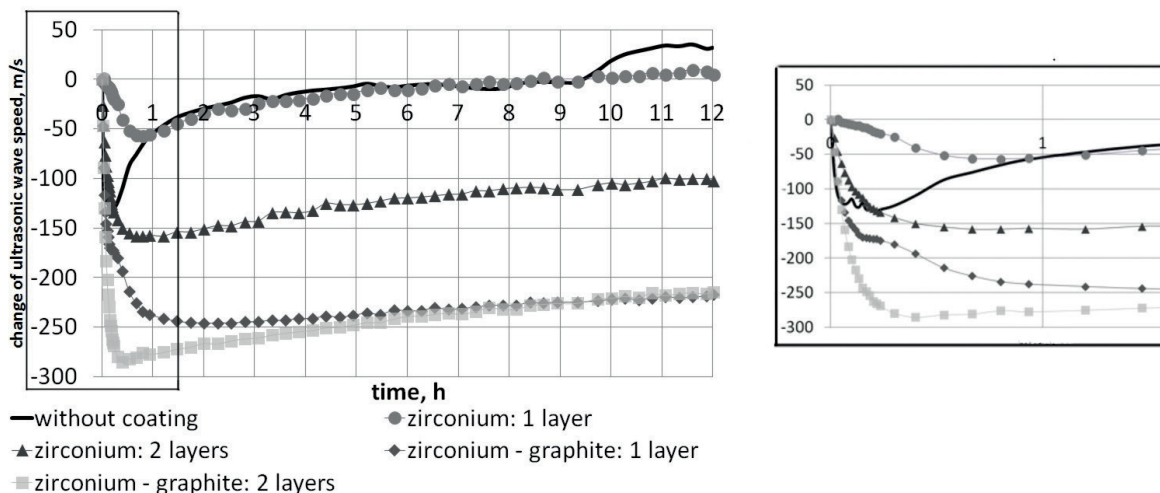 change of ultrasonic wave speed, m/s
50
0
-50
-100
-150
-200
-250
-300
0 1 2 3 4 5 6 7 8 9 10 11 12
time, h
without coating
zirconium: 1 layer
zirconium: 2 layers
zirconium - graphite: 1 layer
zirconium - graphite: 2 layers
50
0
-50
-100
-150
-200
-250
-300
0 1